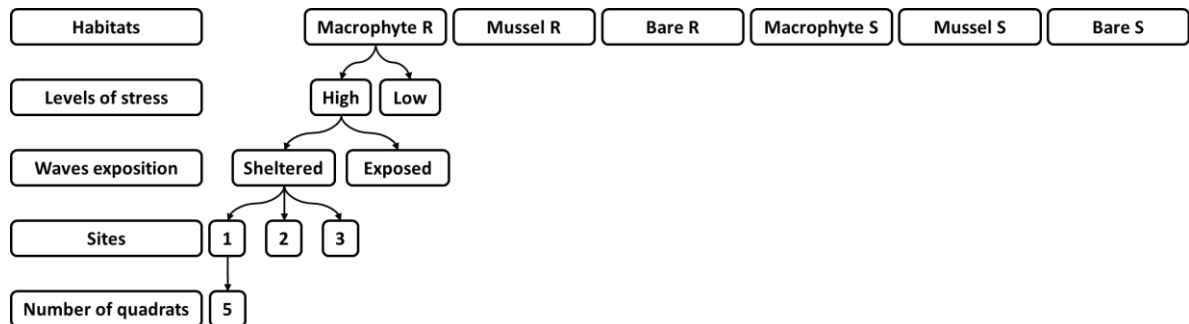 Habitats
Macrophyte R
Mussel R
Bare R
Macrophyte S
Mussel S
Bare S
Levels of stress
High
Low
Waves exposition
Sheltered
Exposed
Sites
1
2
3
Number of quadrats
5